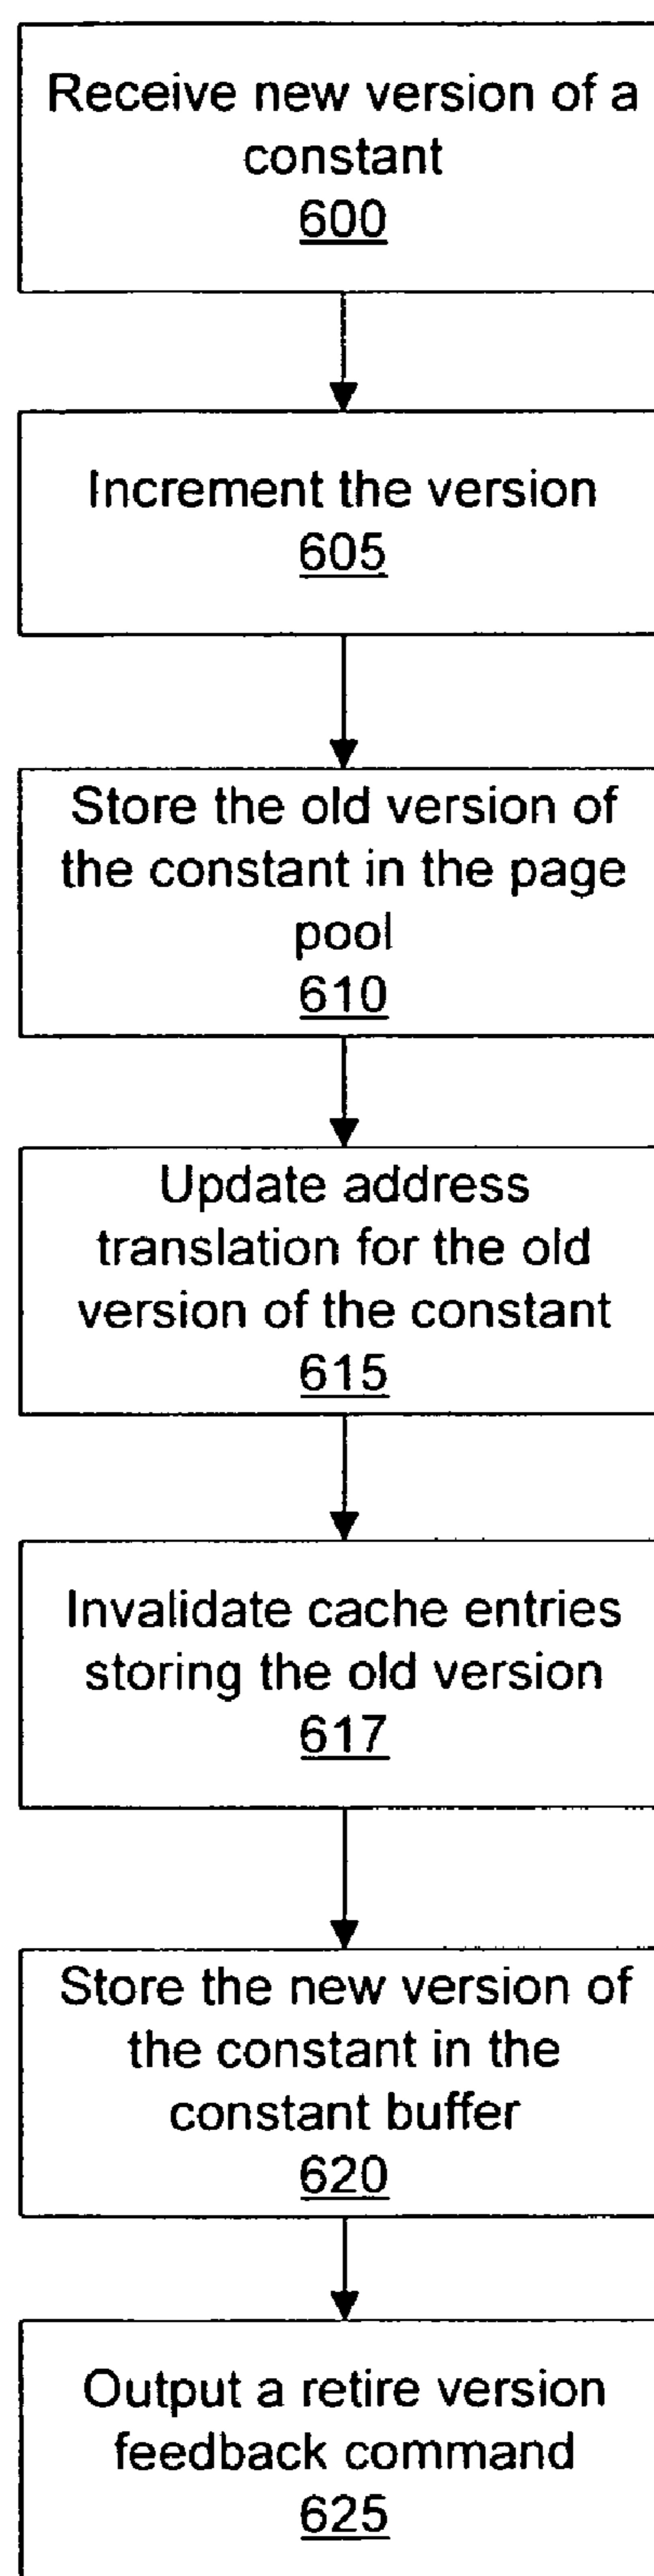 Receive new version of a
constant
600
Increment the version
605
Store the old version of
the constant in the page
pool
610
Update address
translation for the old
version of the constant
615
Invalidate cache entries
storing the old version
617
Store the new version of
the constant in the
constant buffer
620
Output a retire version
feedback command
625